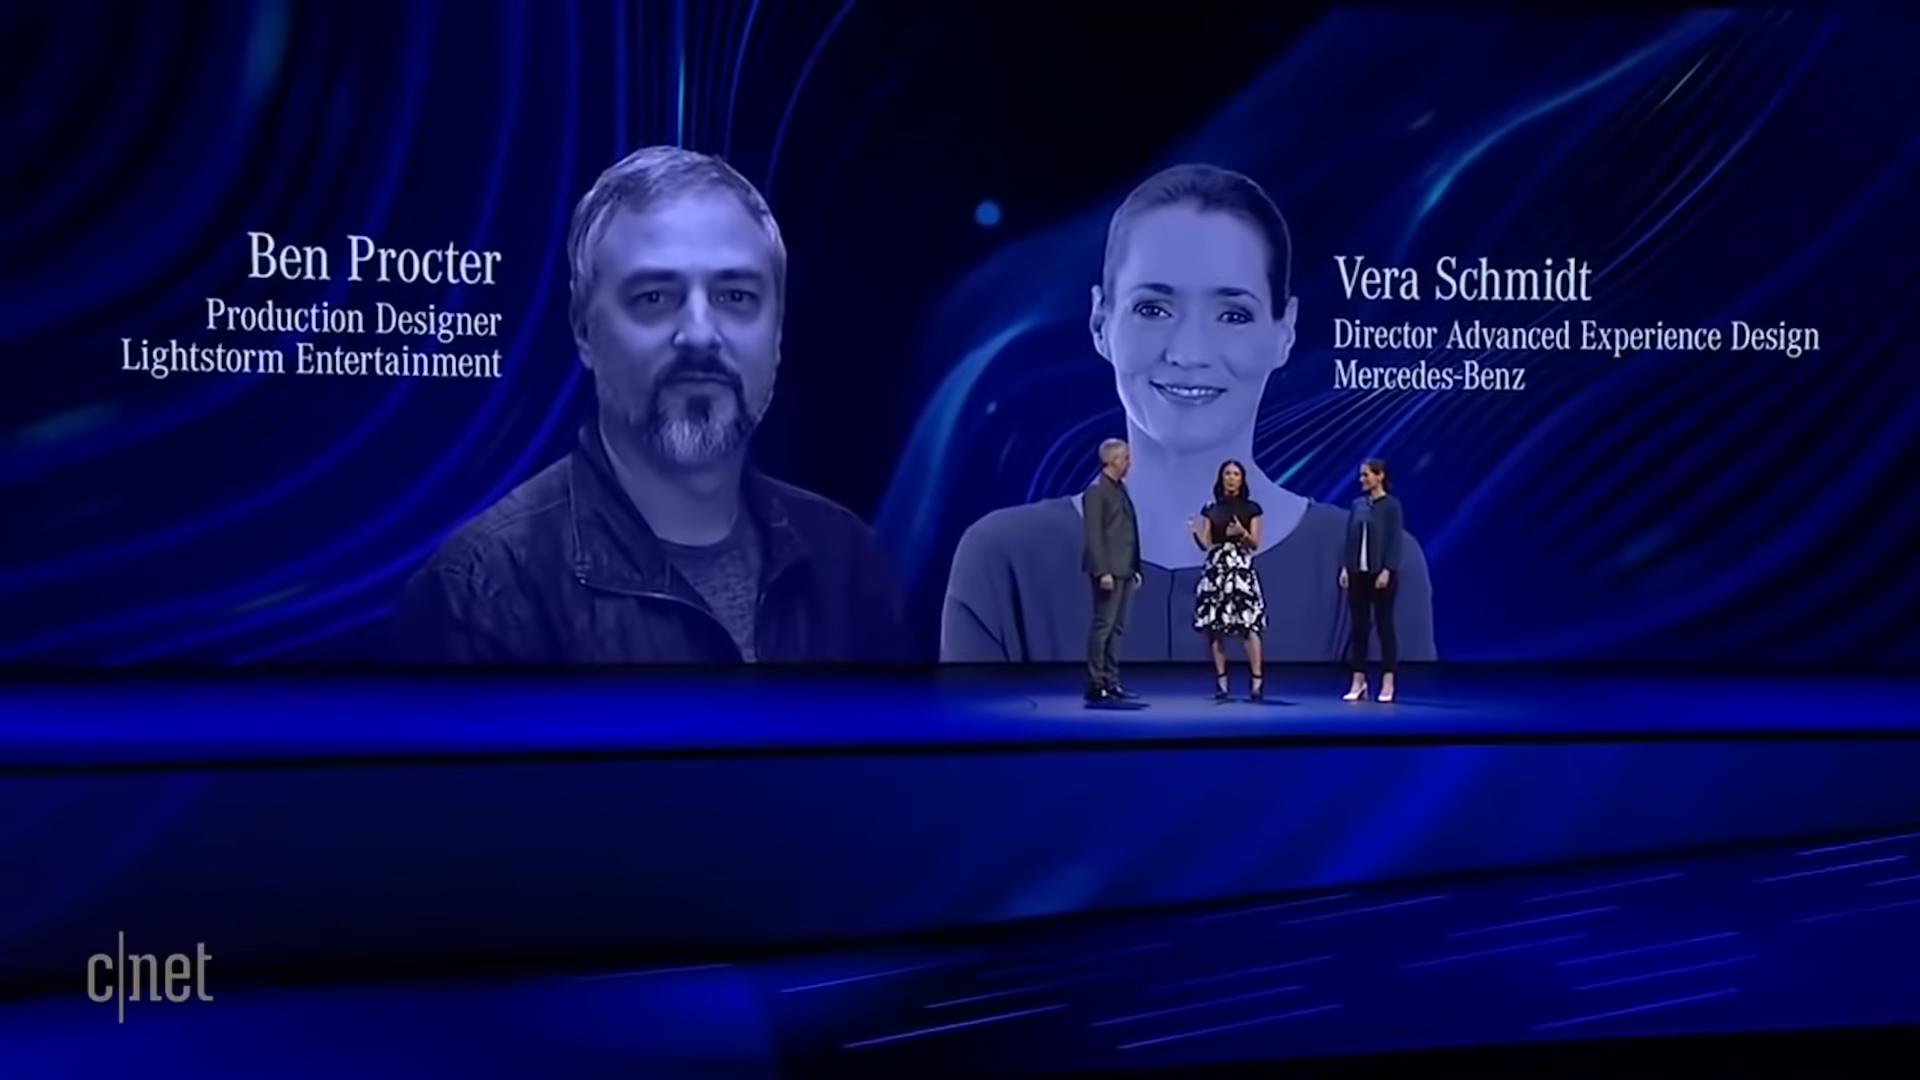 Ben Procter
Production Designer
Lightstorm Entertainment
Vera Schmidt
Director Advanced Experience Design
Mercedes-Benz
c|net